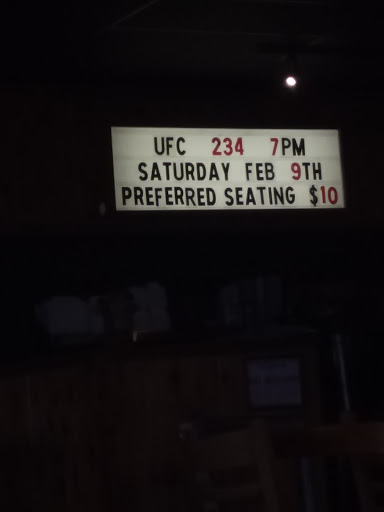 UFC 234 7PM
SATURDAY FEB 9TH
PREFERRED SEATING $10